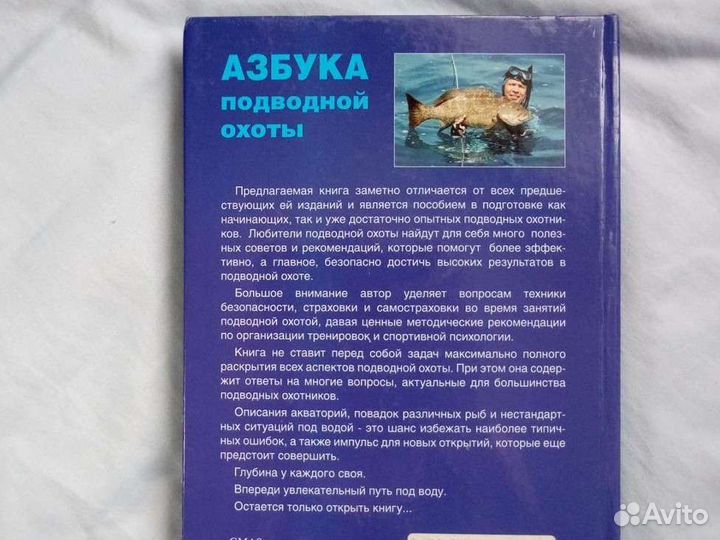 АЗБУКА
подводной
охоты
Предлагаемая книга заметно отличается от всех предше-
ствующих ей изданий и является пособием в подготовке как
начинающих, так и уже достаточно опытных подводных охотни-
ков. Любители подводной охоты найдут для себя много полез-
ных советов и рекомендаций, которые помогут более эффек-
тивно, а главное, безопасно достичь высоких результатов в
подводной охоте.
Большое внимание автор уделяет вопросам техники
безопасности, страховки и самостраховки во время занятий
подводной охотой, давая ценные методические рекомендации
по организации тренировок и спортивной психологии.
Книга не ставит перед собой задач максимально полного
раскрытия всех аспектов подводной охоты. При этом она содер-
жит ответы на многие вопросы, актуальные для большинства
подводных охотников.
Описания акваторий, повадок различных рыб и нестандарт-
ных ситуаций под водой - это шанс избежать наиболее типич-
ных ошибок, а также импульс для новых открытий, которые еще
предстоит совершить.
Глубина у каждого своя.
Впереди увлекательный путь под воду.
Остается только открыть книгу...
Avito